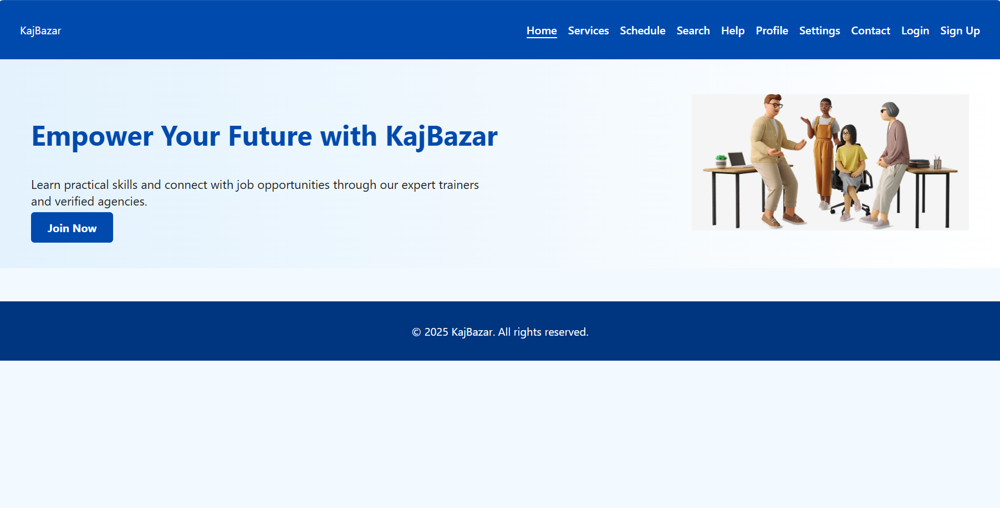 KajBazar
Home Services Schedule Search Help Profile Settings Contact Login Sign Up
Empower Your Future with KajBazar
Learn practical skills and connect with job opportunities through our expert trainers
and verified agencies.
Join Now
© 2025 KajBazar. All rights reserved.